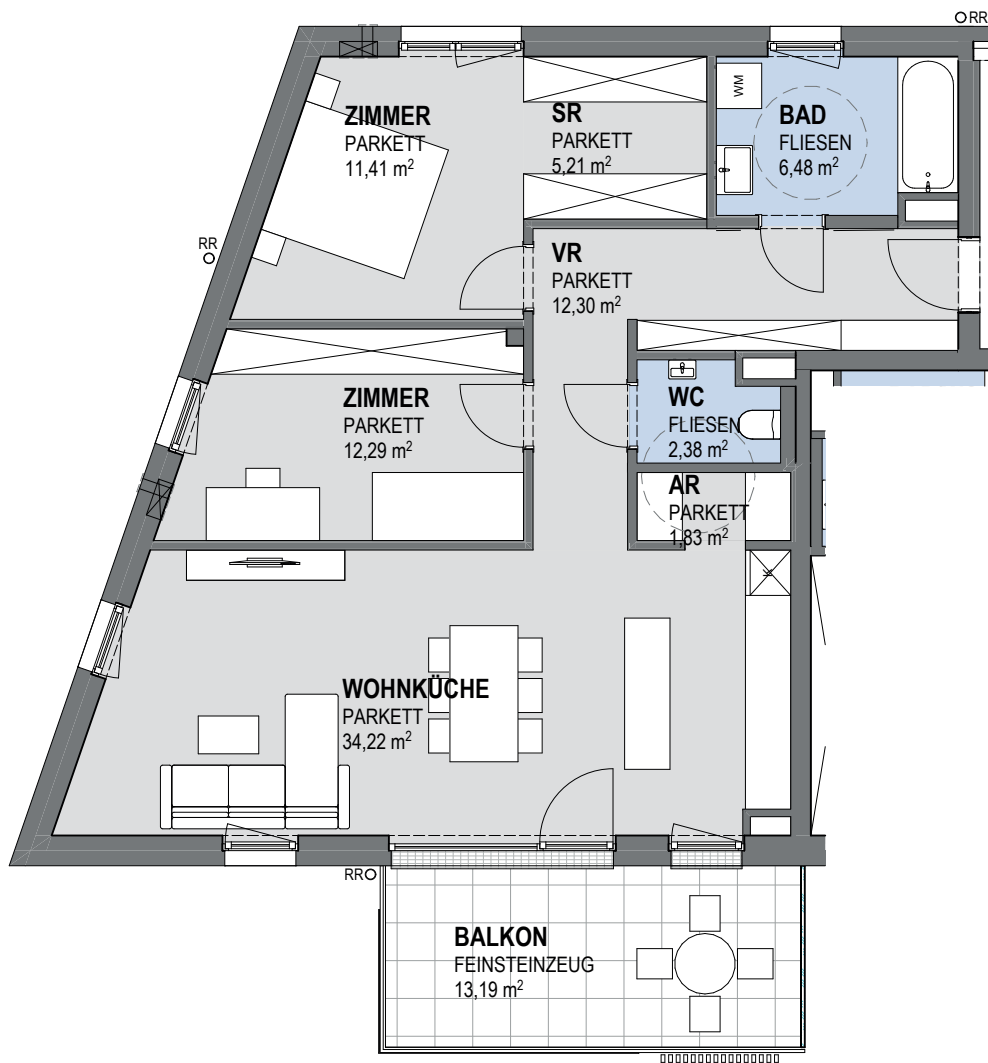 RR
ZIMMER
PARKETT
11,41 m²
SR
PARKETT
5,21 m²
WM
BAD
FLIESEN
6,48 m²
RR
VR
PARKETT
12,30 m²
ZIMMER
PARKETT
12,29 m²
WC
FLIESEN
2,38 m²
AR
PARKETT
1,83 m²
K
WOHNKÜCHE
PARKETT
34,22 m²
RR
BALKON
FEINSTEINZEUG
13,19 m²